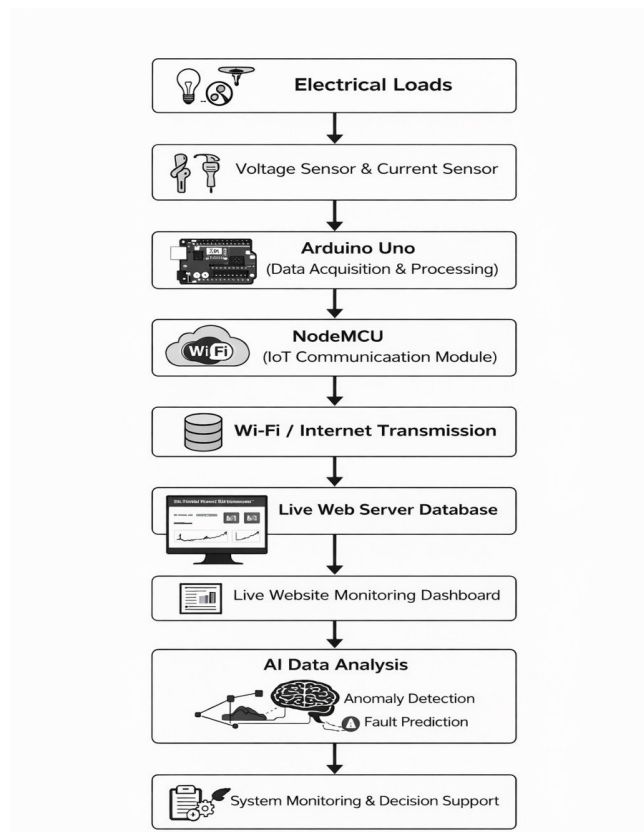 Electrical Loads
Voltage Sensor & Current Sensor
Arduino Uno
(Data Acquisition & Processing)
WiFi
NodeMCU
(IoT Communicaation Module)
Wi-Fi / Internet Transmission
Live Web Server Database
Live Website Monitoring Dashboard
AI Data Analysis
Anomaly Detection
Fault Prediction
System Monitoring & Decision Support